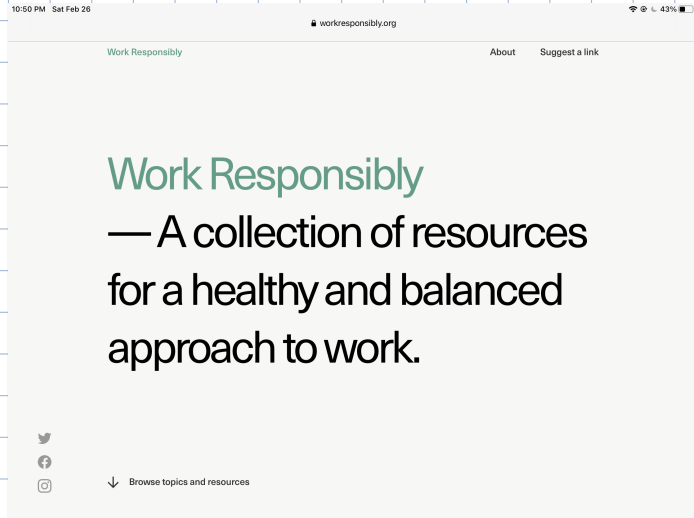 10:50 PM Sat Feb 26
43%
workresponsibly.org
Work Responsibly
About
Suggest a link
Work Responsibly
— A collection of resources
for a healthy and balanced
approach to work.
Browse topics and resources